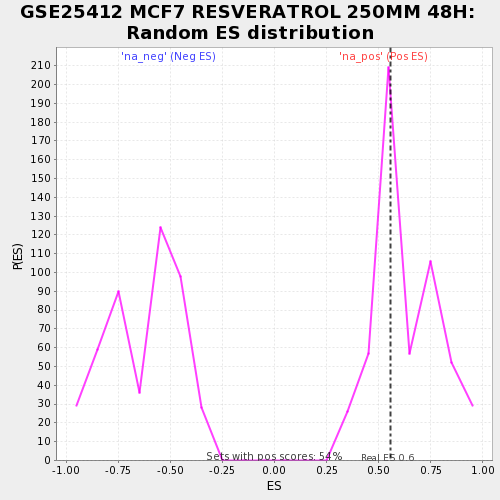 GSE25412 MCF7 RESVERATROL 250MM 48H:
Random ES distribution
'na_neg' (Neg ES) 'na_pos' (Pos ES)
210
200
190
180
170
160
150
140
130
120
110
100
90
80
70
60
50
40
30
20
10
0
P(ES)
Sets with pos scores: 54%
Real ES 0.6
-1.00 -0.75 -0.50 -0.25 0.00 0.25 0.50 0.75 1.00
ES